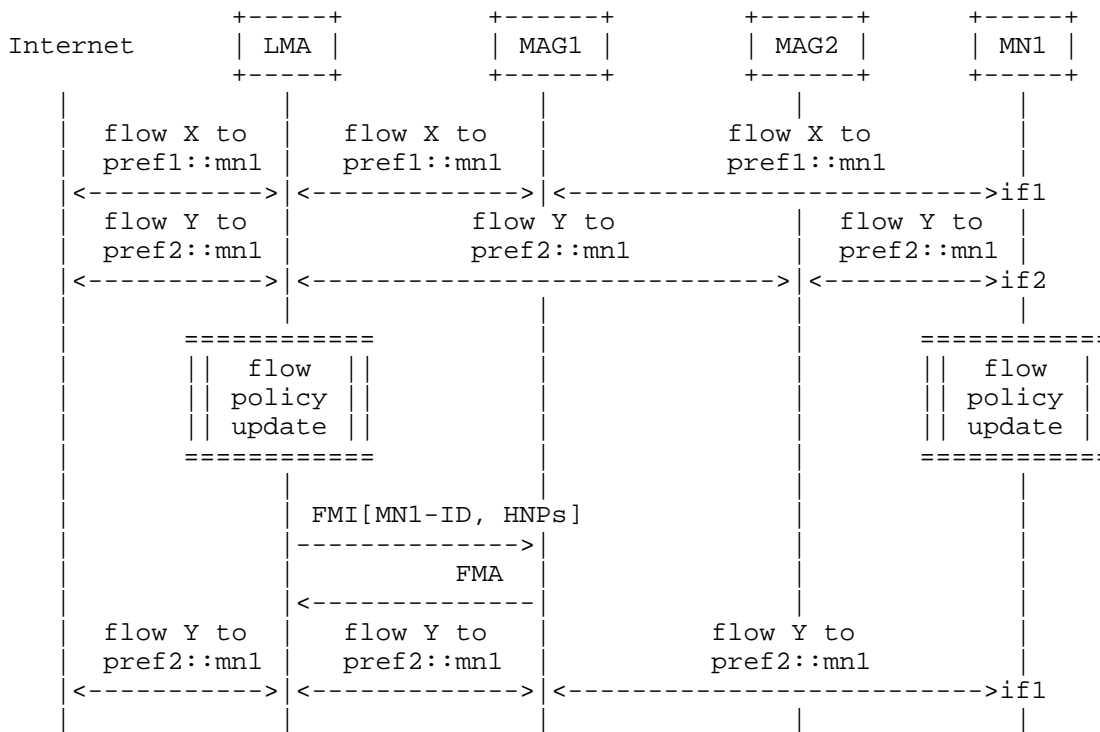 Internet LMA MAG1 MAG2 MN1
flow X to flow X to flow X to
pref1::mn1 pref1::mn1 pref1::mn1
if1
flow Y to flow Y to flow Y to
pref2::mn1 pref2::mn1 pref2::mn1
if2
flow flow
policy policy
update update
FMI[MN1-ID, HNPs]
FMA
flow Y to flow Y to flow Y to
pref2::mn1 pref2::mn1 pref2::mn1
if1